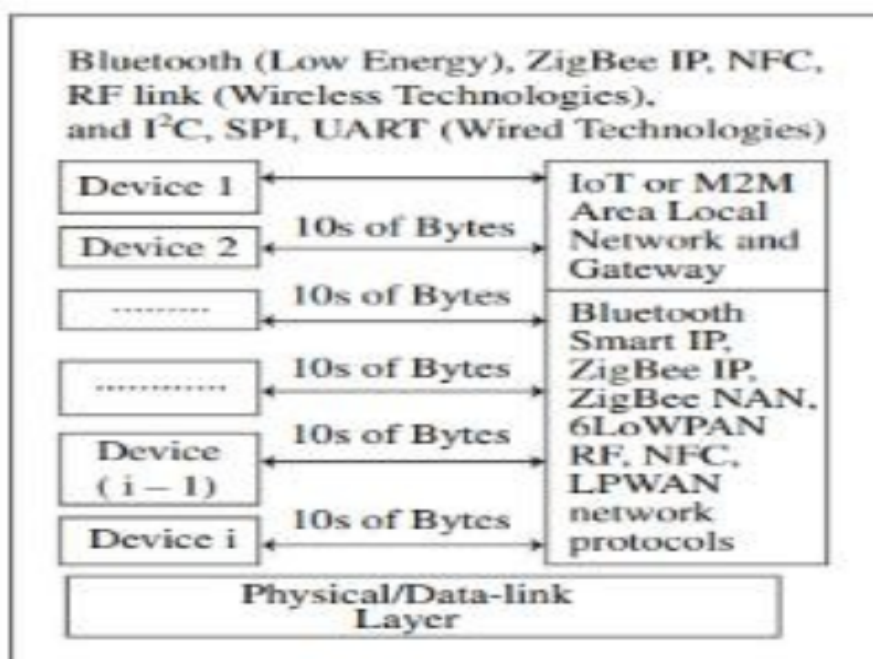 Bluetooth (Low Energy), ZigBee IP, NFC,
RF link (Wireless Technologies),
and I²C, SPI, UART (Wired Technologies)
Device 1
IoT or M2M
Area Local
Network and
Gateway
10s of Bytes
Device 2
10s of Bytes
---------
Bluetooth
Smart IP,
ZigBee IP,
ZigBee NAN,
6LoWPAN
RF, NFC,
LPWAN
network
protocols
10s of Bytes
------------
10s of Bytes
Device
( i – 1)
10s of Bytes
Device i
Physical/Data-link
Layer